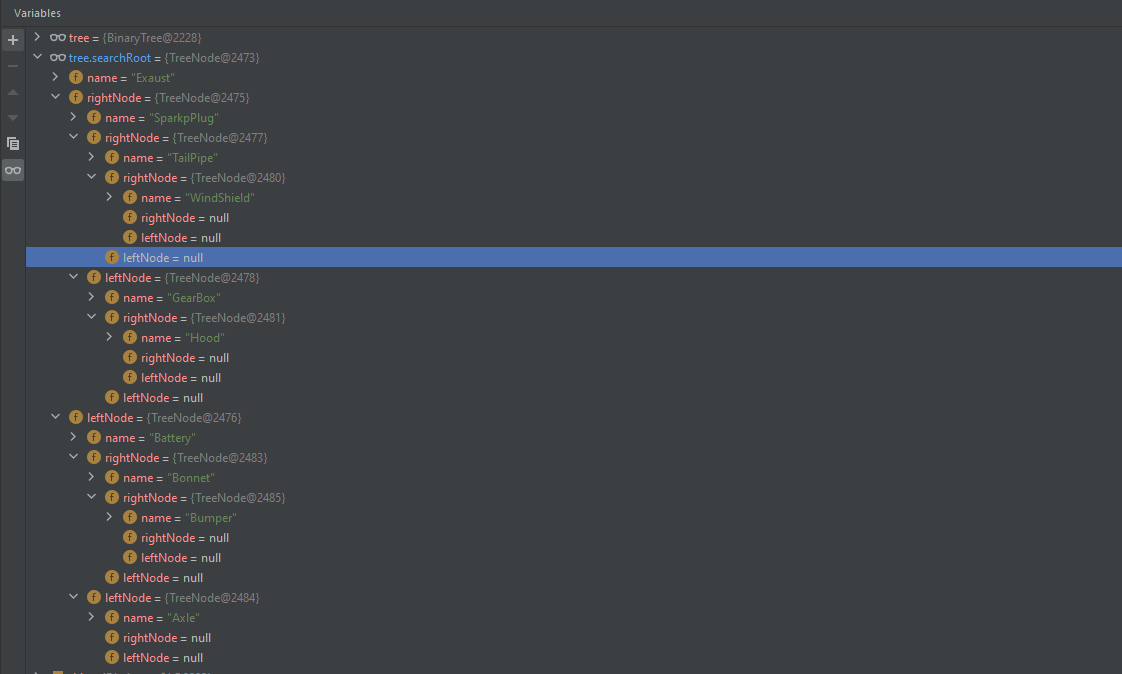 Variables
tree = {BinaryTree@2228}
tree.searchRoot = {TreeNode@2473}
f name = "Exaust"
f rightNode = {TreeNode@2475}
f name = "SparkpPlug"
f rightNode = {TreeNode@2477}
f name = "TailPipe"
f rightNode = {TreeNode@2480}
f name = "WindShield"
f rightNode = null
f leftNode = null
f leftNode = null
f leftNode = {TreeNode@2478}
f name = "GearBox"
f rightNode = {TreeNode@2481}
f name = "Hood"
f rightNode = null
f leftNode = null
f leftNode = null
f leftNode = {TreeNode@2476}
f name = "Battery"
f rightNode = {TreeNode@2483}
f name = "Bonnet"
f rightNode = {TreeNode@2485}
f name = "Bumper"
f rightNode = null
f leftNode = null
f leftNode = null
f leftNode = {TreeNode@2484}
f name = "Axle"
f rightNode = null
f leftNode = null